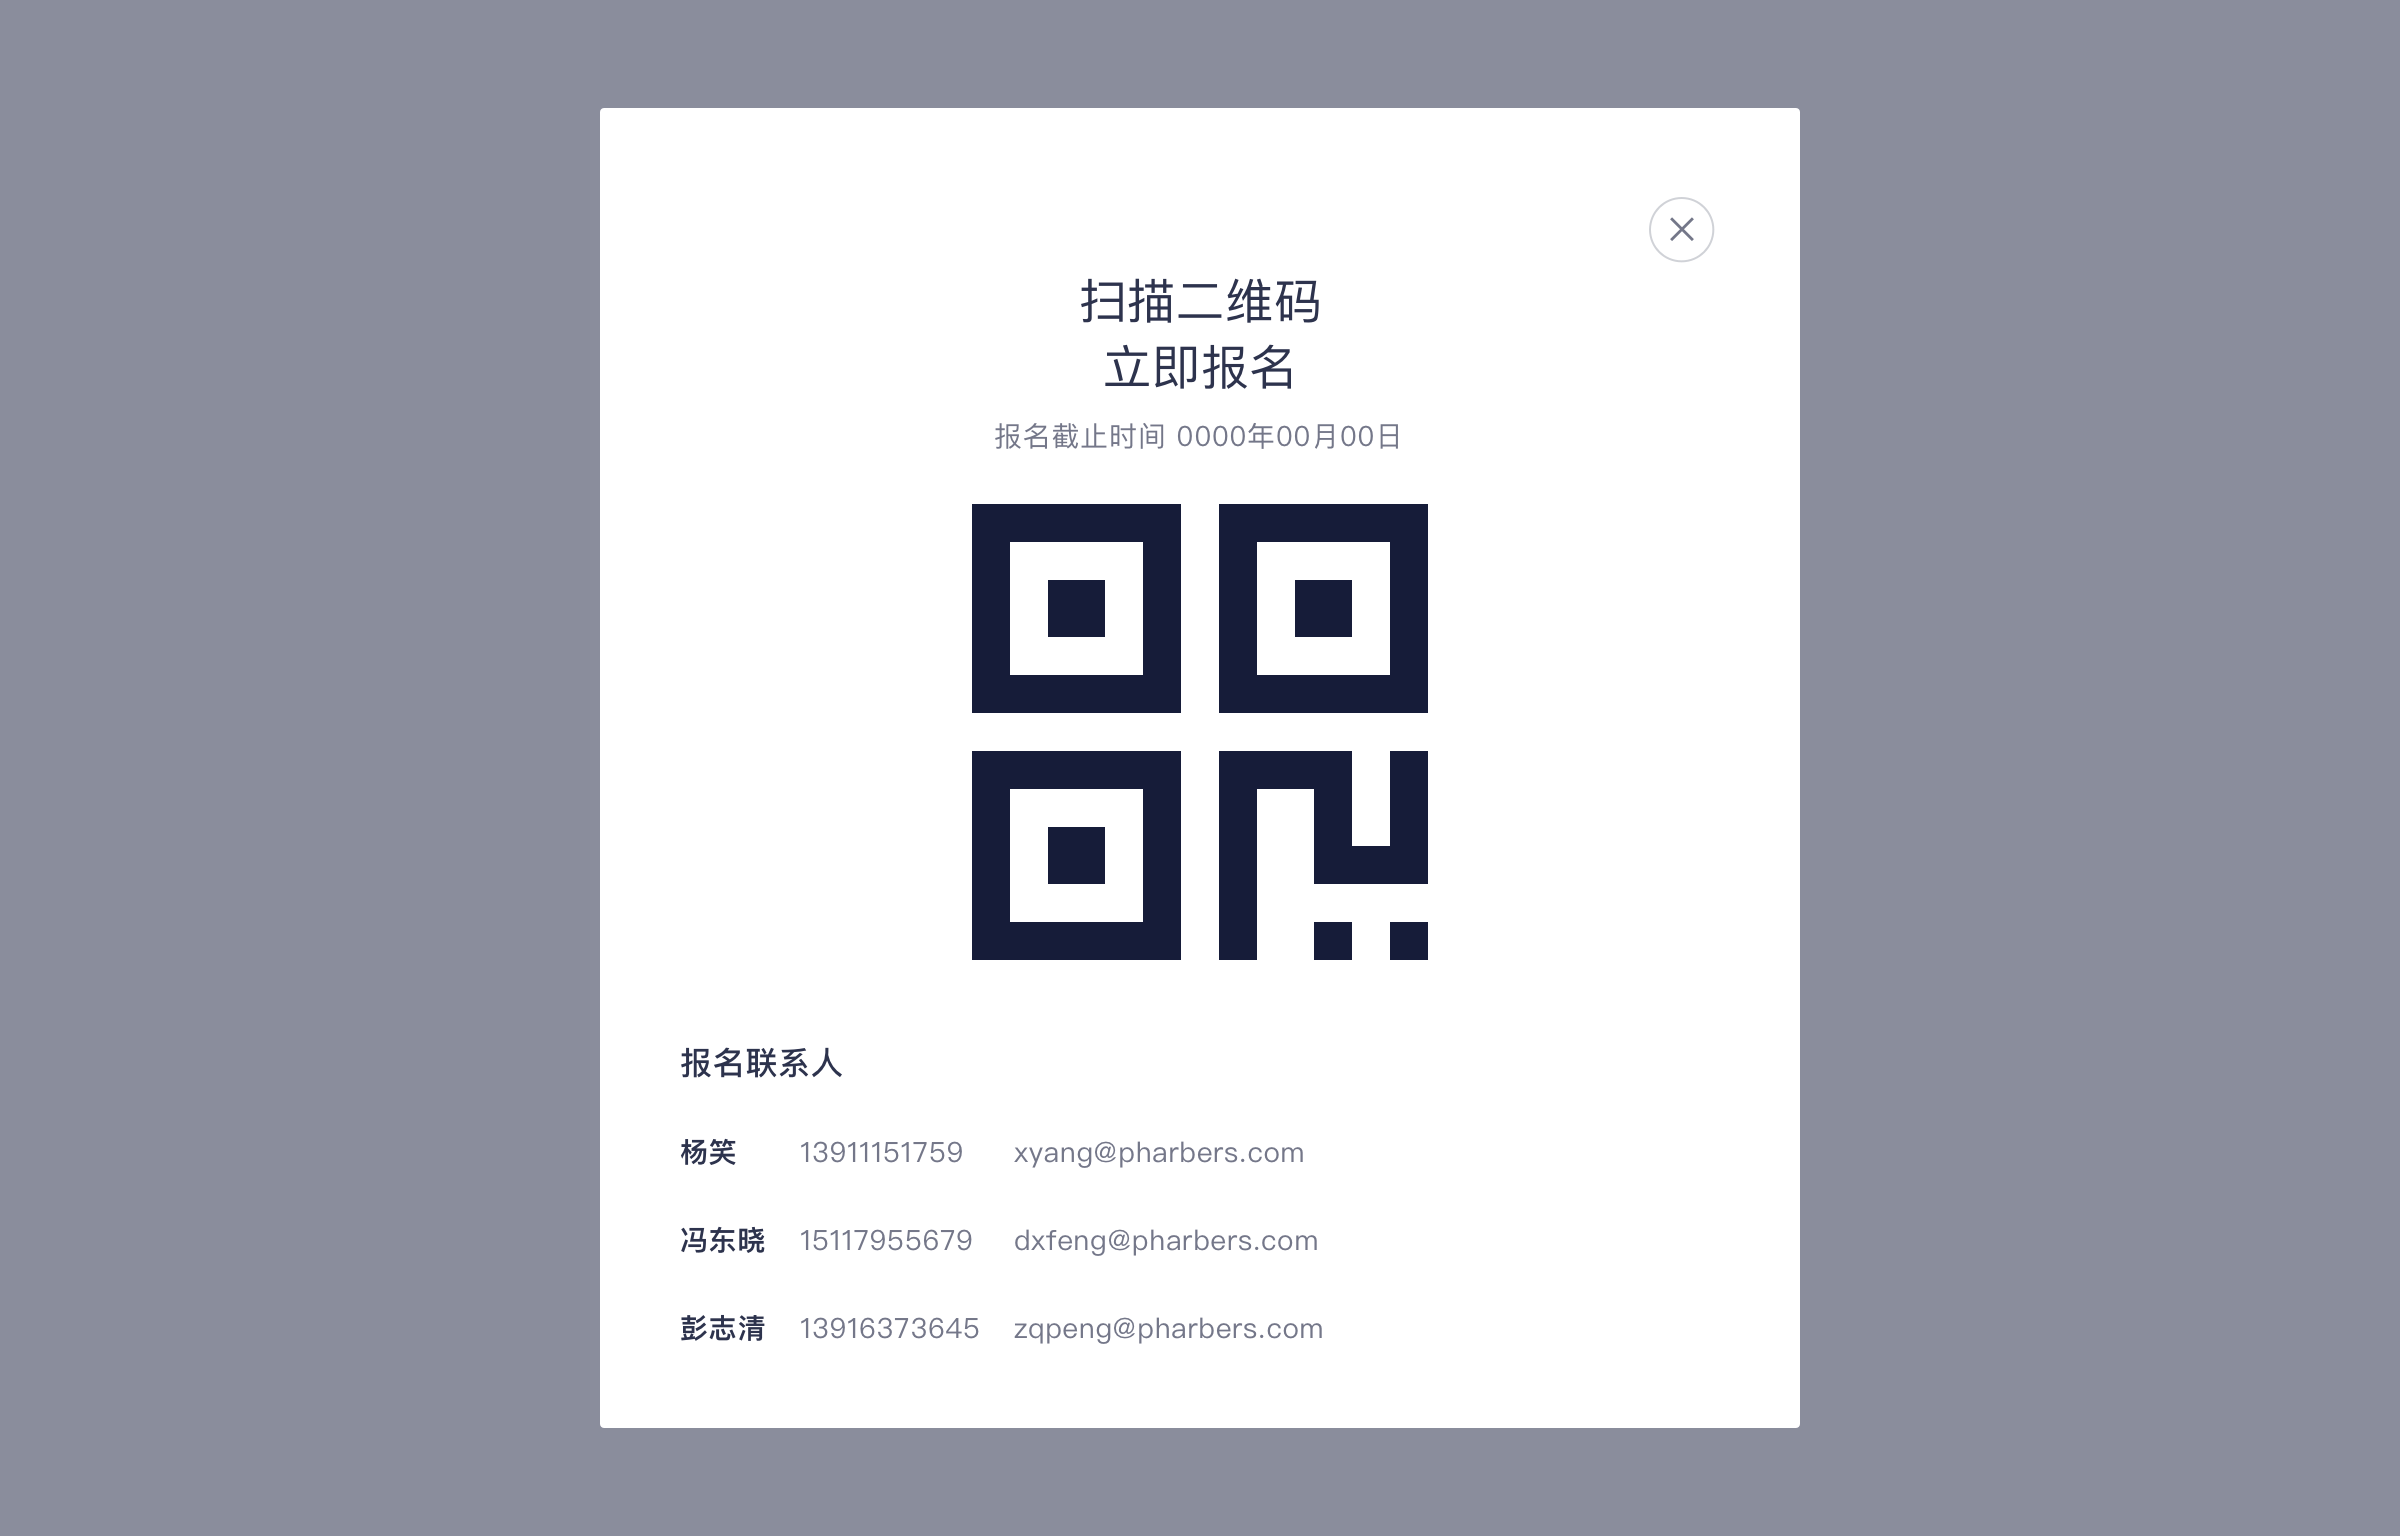 扫描二维码
立即报名
报名截止时间 0000年00月00日
报名联系人
杨笑 13911151759 xyang@pharbers.com
冯东晓 15117955679 dxfeng@pharbers.com
彭志清 13916373645 zqpeng@pharbers.com